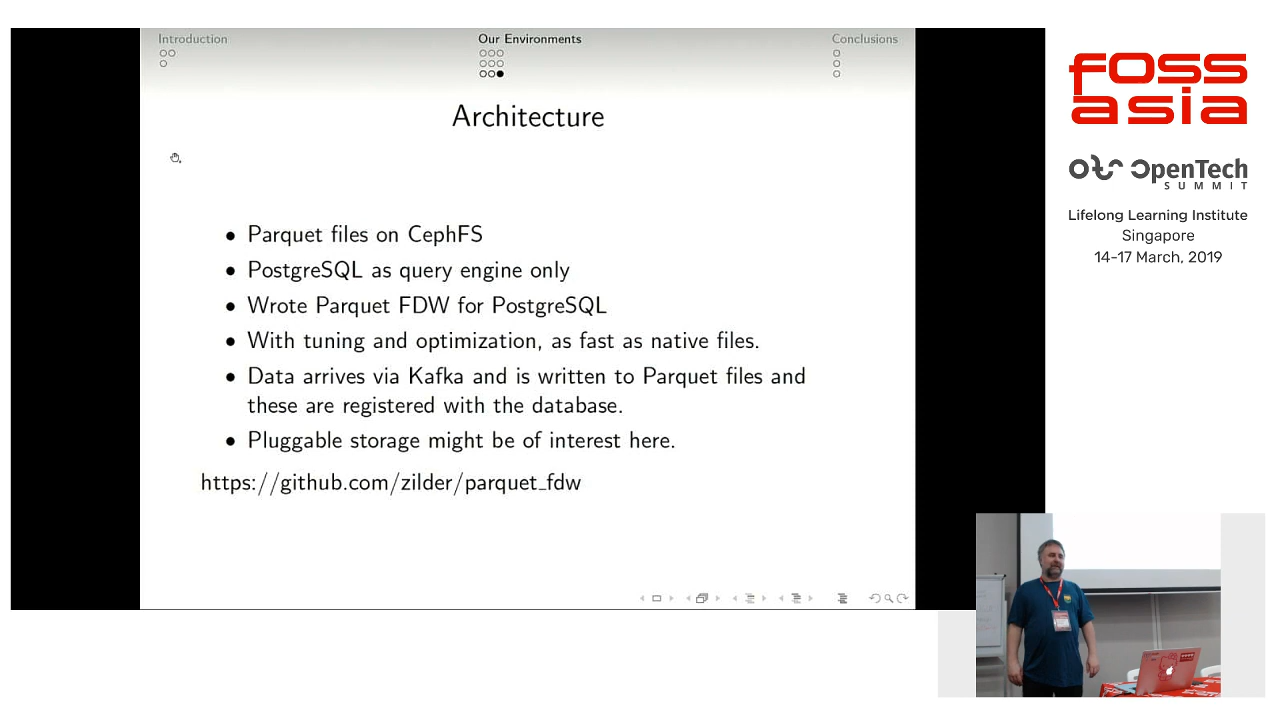 Introduction
Our Environments
Conclusions
Architecture
• Parquet files on CephFS
• PostgreSQL as query engine only
• Wrote Parquet FDW for PostgreSQL
• With tuning and optimization, as fast as native files.
• Data arrives via Kafka and is written to Parquet files and
these are registered with the database.
• Pluggable storage might be of interest here.
https://github.com/zilder/parquet_fdw
fOSS
asia
OpenTech
SUMMIT
Lifelong Learning Institute
Singapore
14-17 March, 2019